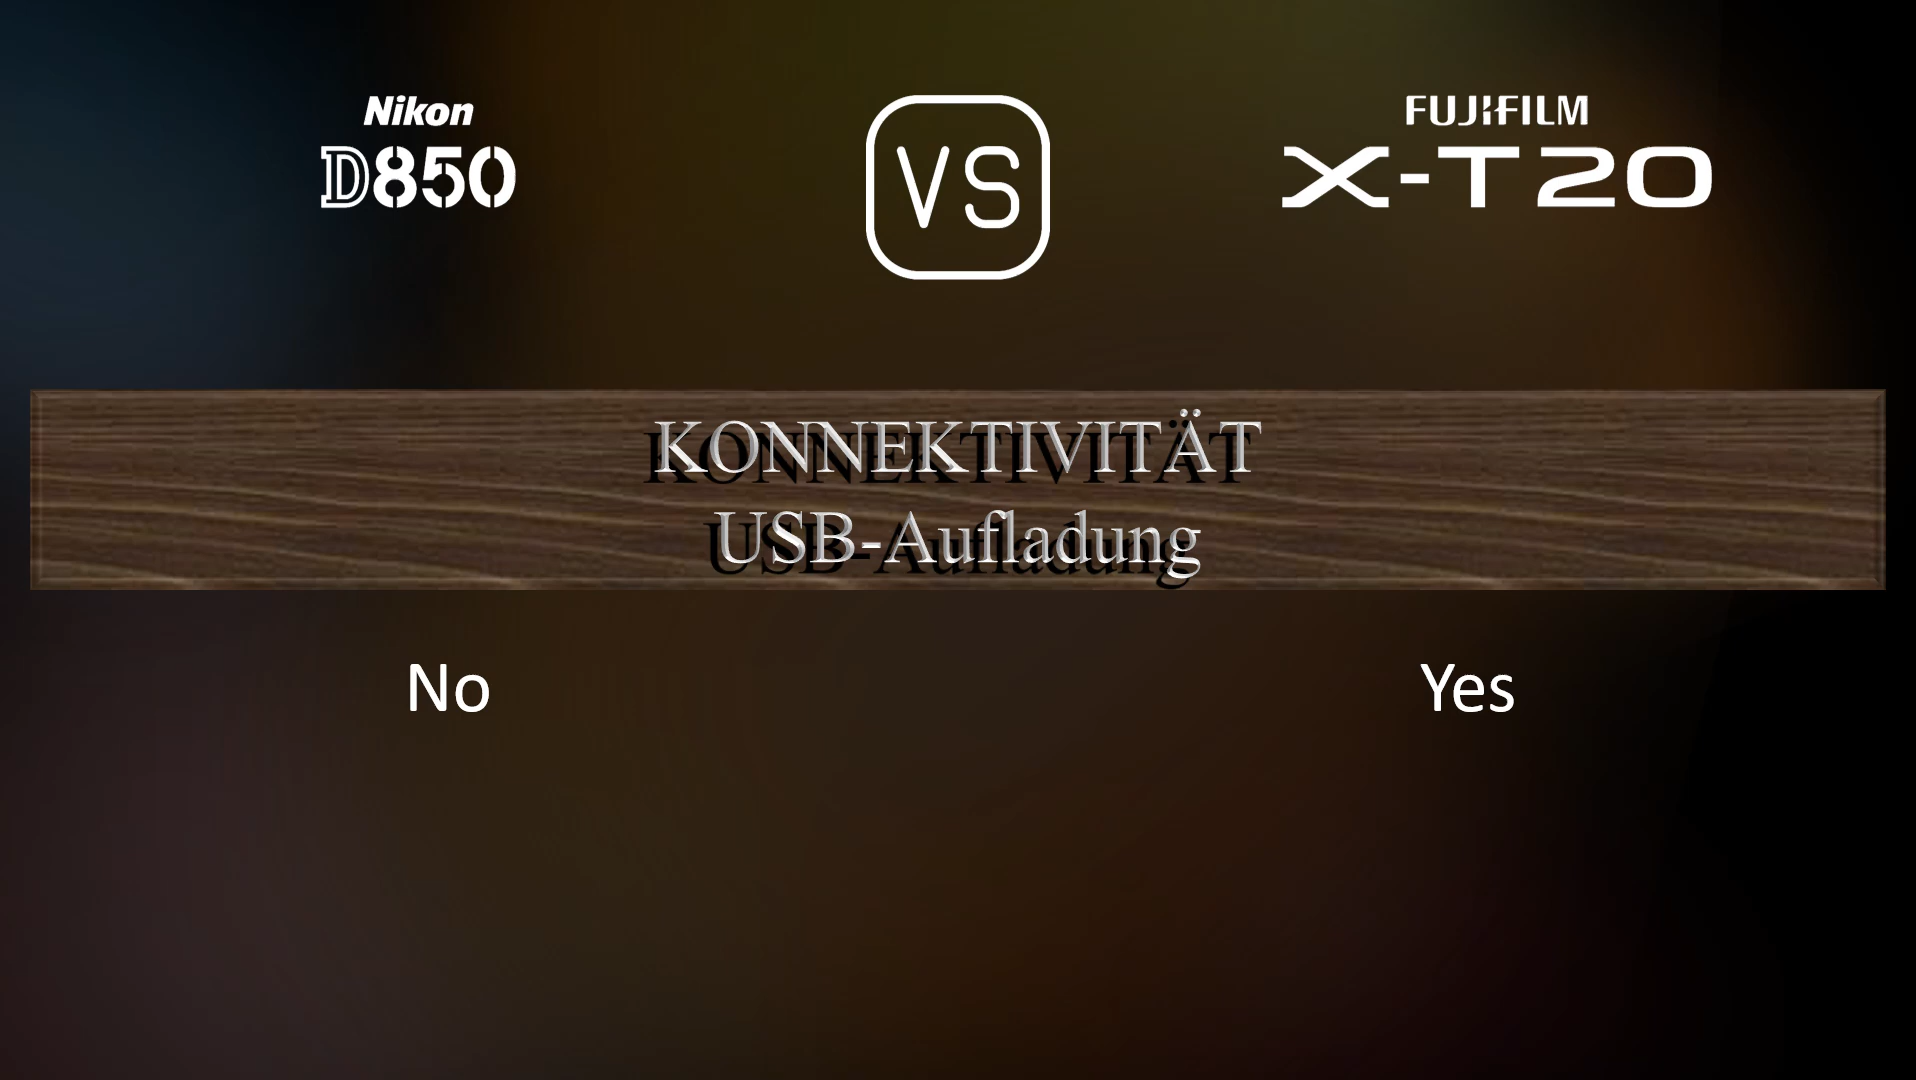 Nikon
D850
VS
FUJIFILM
X-T20
KONNEKTIVITÄT
USB-Aufladung
No
Yes